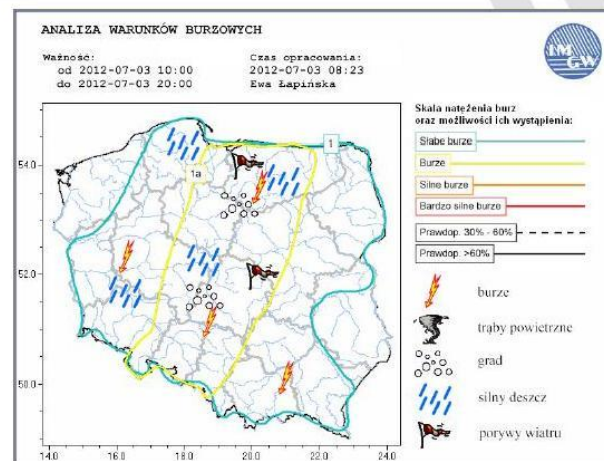 ANALIZA WARUNKÓW BURZOWYCH
Ważność:
od 2012-07-03 10:00
do 2012-07-03 20:00
Czas opracowania:
2012-07-03 08:23
Ewa Łapińska
IM
GW
54.0
52.0
50.0
14.0 16.0 18.0 20.0 22.0 24.0
1
1a
Skala natężenia burz
oraz możliwości ich wystąpienia:
Słabe burze
Burze
Silne burze
Bardzo silne burze
Prawdop. 30% - 60%
Prawdop. >60%
burze
trąby powietrzne
grad
silny deszcz
porywy wiatru